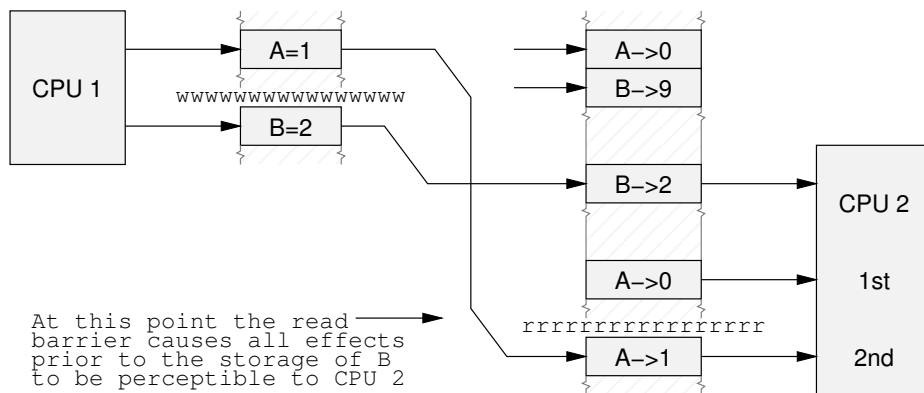 CPU 1
A=1
wwwwwwwwwwwwwwww
B=2
A->0
B->9
B->2
CPU 2
A->0
1st
rrrrrrrrrrrrrrrrr
A->1
2nd
At this point the read
barrier causes all effects
prior to the storage of B
to be perceptible to CPU 2